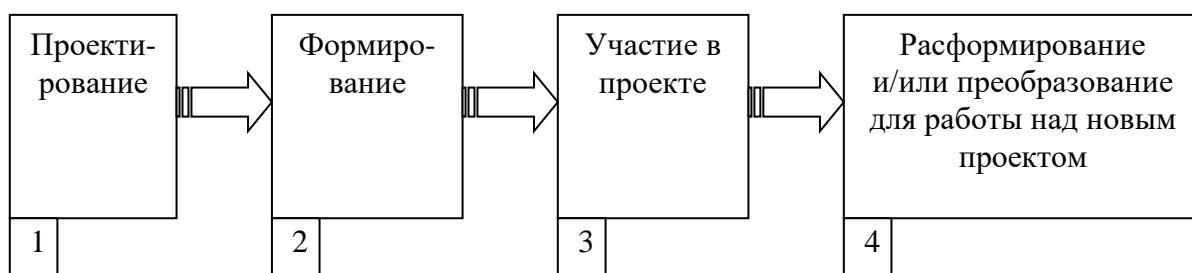 Проекти-
рование
1
Формиро-
вание
2
Участие в
проекте
3
Расформирование
и/или преобразование
для работы над новым
проектом
4